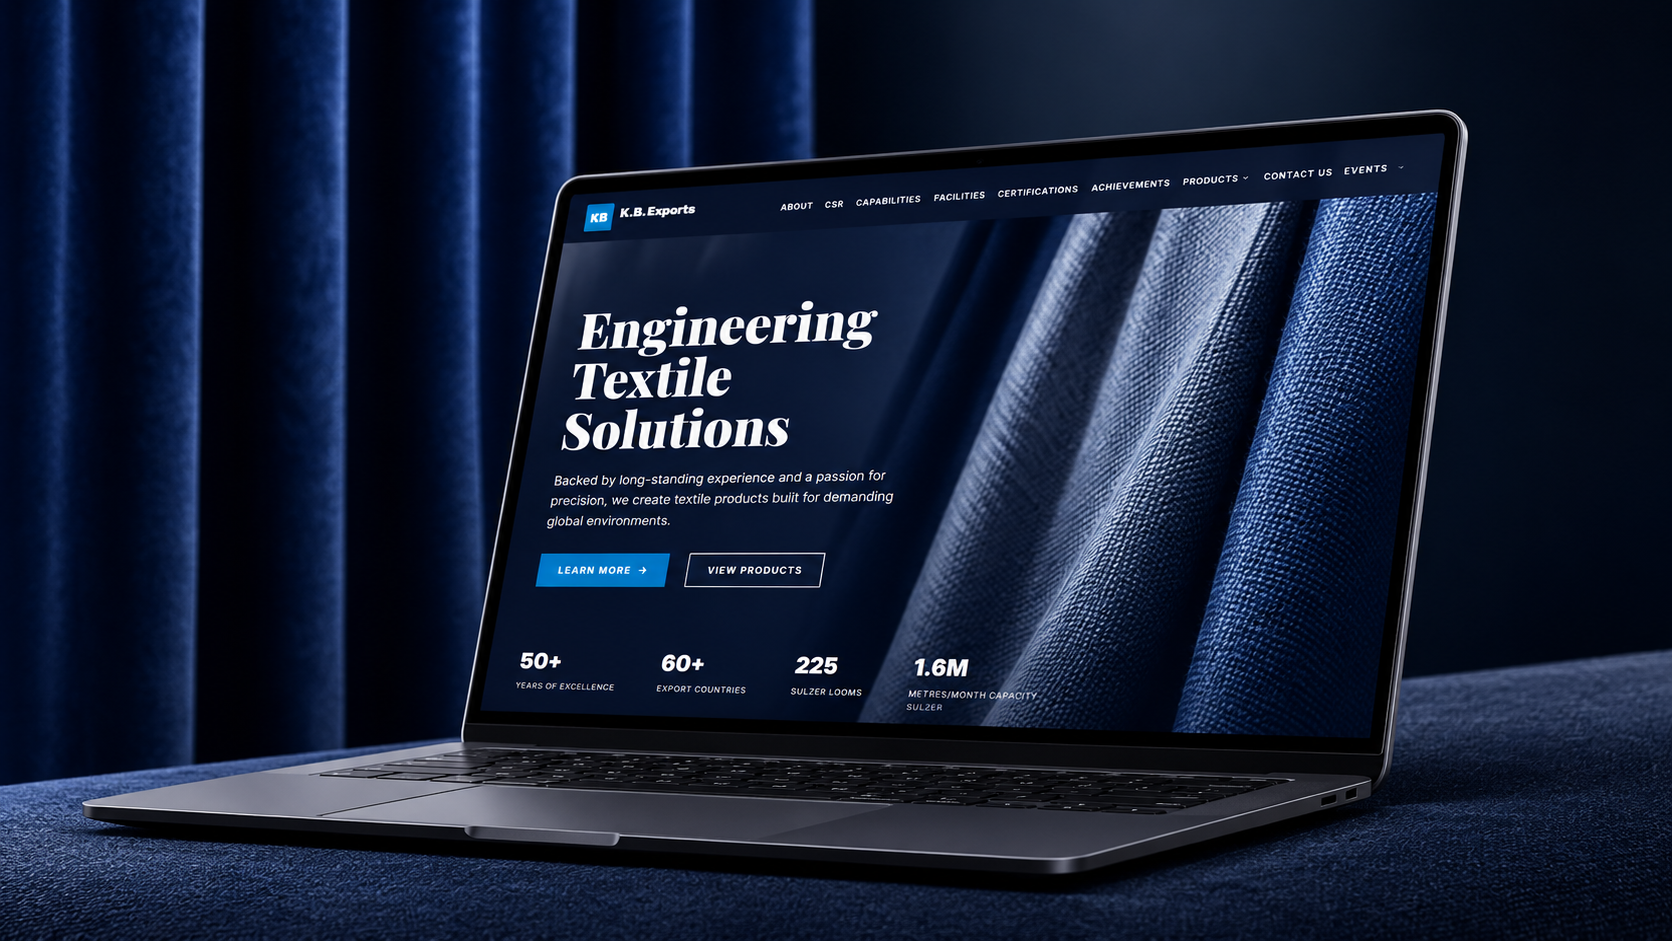 KB K.B. Exports
ABOUT CSR CAPABILITIES FACILITIES CERTIFICATIONS ACHIEVEMENTS PRODUCTS CONTACT US EVENTS
Engineering
Textile
Solutions
Backed by long-standing experience and a passion for
precision, we create textile products built for demanding
global environments.
LEARN MORE → VIEW PRODUCTS
50+ 60+ 225 1.6M
YEARS OF EXCELLENCE EXPORT COUNTRIES SULZER LOOMS METRES/MONTH CAPACITY
SULZER